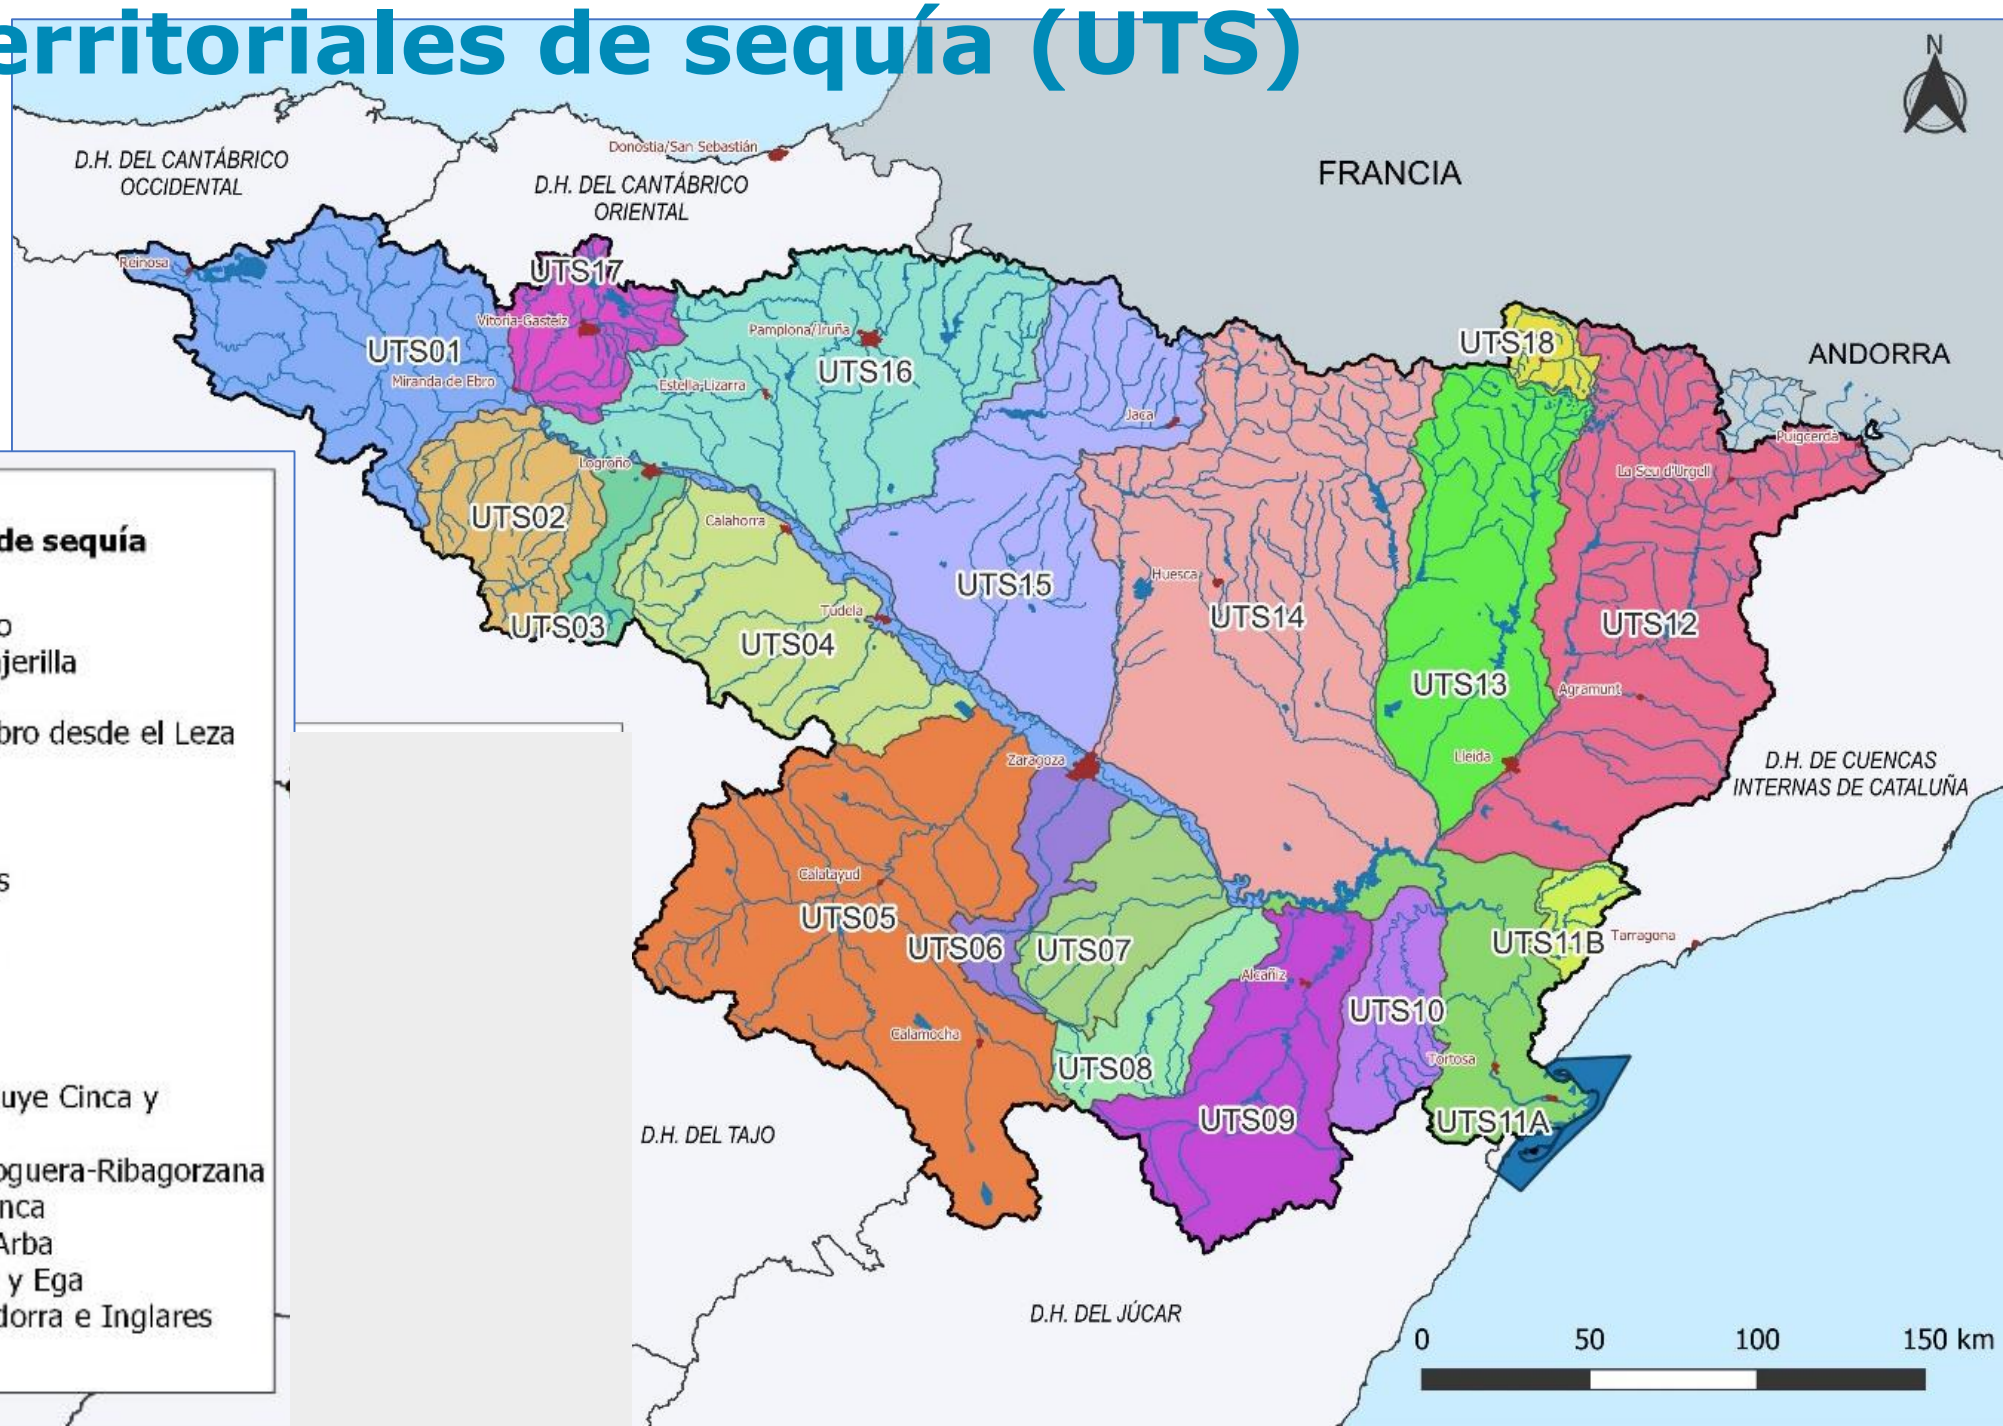 erritoriales de sequía (UTS)
N
D.H. DEL CANTÁBRICO
OCCIDENTAL
Donostia/San Sebastián
D.H. DEL CANTÁBRICO
ORIENTAL
FRANCIA
Reinosa
UTS17
Vitoria-Gasteiz
UTS01
Miranda de Ebro
Pamplona/Iruña
UTS16
Estella-Lizarra
UTS18
ANDORRA
Jaca
Puigcerdà
La Seu d'Urgell
Logroño
UTS02
Calahorra
UTS03
UTS15
Huesca
UTS14
Tudela
UTS04
UTS12
UTS13
Agramunt
Zaragoza
Lleida
D.H. DE CUENCAS
INTERNAS DE CATALUÑA
Calatayud
UTS05
UTS06
UTS07
UTS11B
Tarragona
Alcañiz
UTS10
Calamocha
UTS08
Tortosa
UTS09
UTS11A
D.H. DEL TAJO
D.H. DEL JÚCAR
0 50 100 150 km
de sequía
o
jerilla
bro desde el Leza
s
uye Cinca y
oguera-Ribagorzana
nca
Arba
y Ega
dorra e Inglares